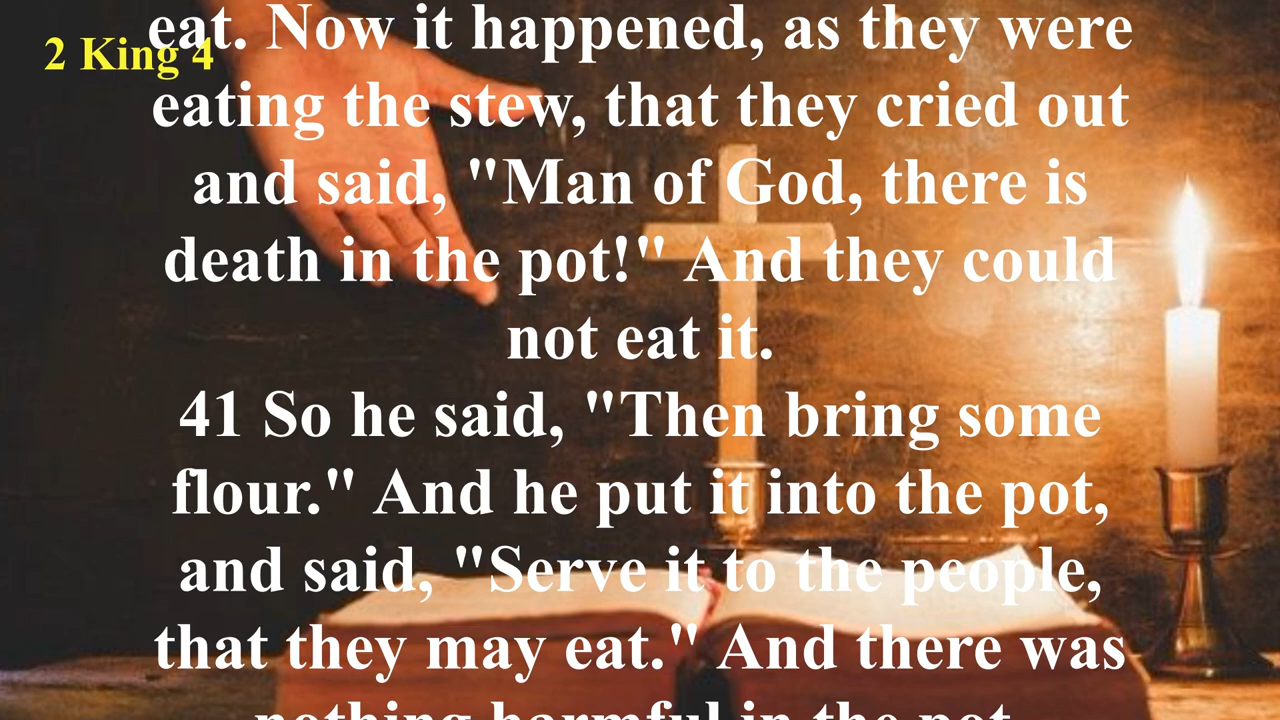 2 King 4
eat. Now it happened, as they were
eating the stew, that they cried out
and said, "Man of God, there is
death in the pot!" And they could
not eat it.
41 So he said, "Then bring some
flour." And he put it into the pot,
and said, "Serve it to the people,
that they may eat." And there was
nothing harmful in the pot.